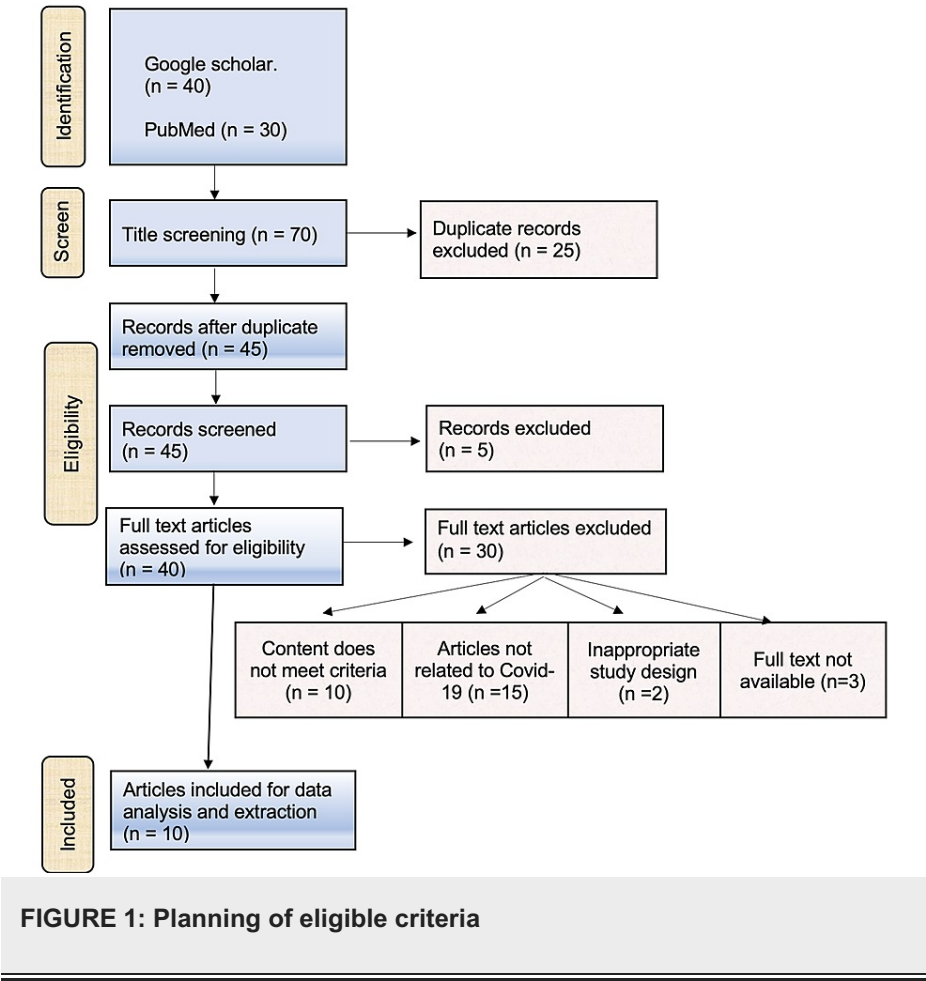 Identification
Google scholar.
(n = 40)
PubMed (n = 30)
Screen
Title screening (n = 70)
Duplicate records
excluded (n = 25)
Records after duplicate
removed (n = 45)
Eligibility
Records screened
(n = 45)
Records excluded
(n = 5)
Full text articles
assessed for eligibility
(n = 40)
Full text articles excluded
(n = 30)
Content does
not meet criteria
(n = 10)
Articles not
related to Covid-
19 (n =15)
Inappropriate
study design
(n =2)
Full text not
available (n=3)
Included
Articles included for data
analysis and extraction
(n = 10)
FIGURE 1: Planning of eligible criteria